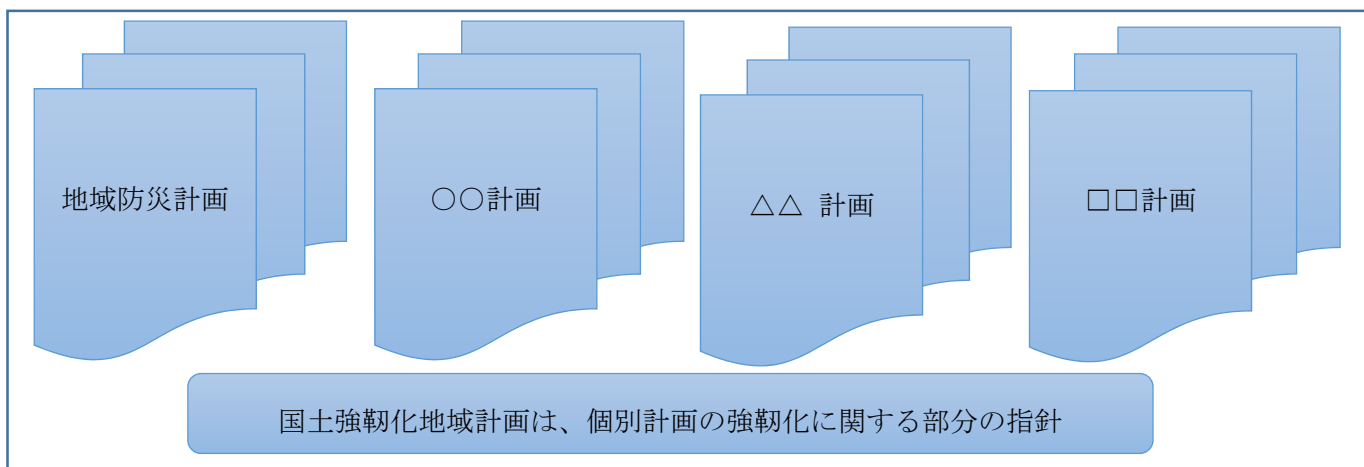 地域防災計画
○○計画
△△ 計画
□□計画
国土強靭化地域計画は、個別計画の強靭化に関する部分の指針